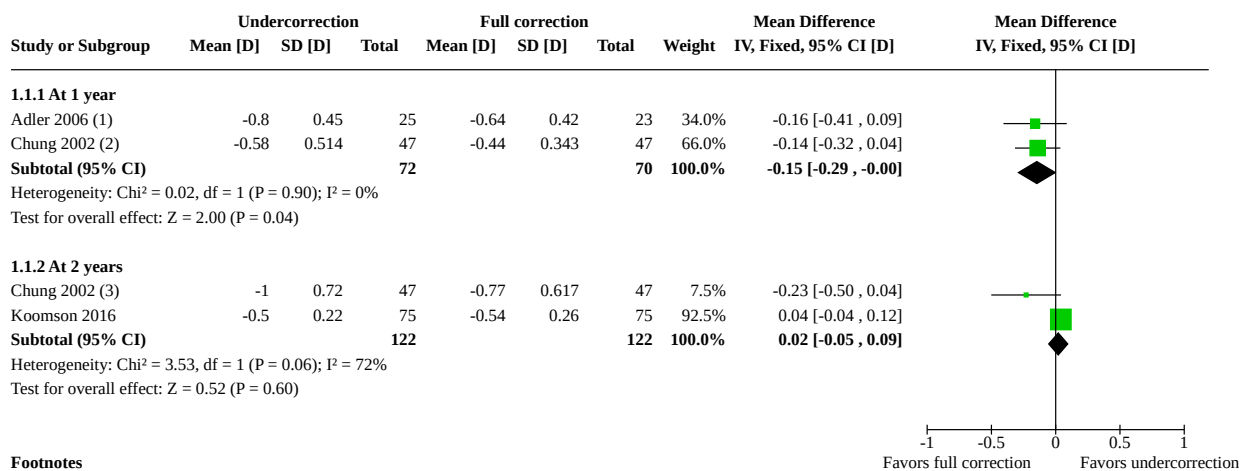 Undercorrection Full correction Mean Difference Mean Difference
Study or Subgroup Mean [D] SD [D] Total Mean [D] SD [D] Total Weight IV, Fixed, 95% CI [D] IV, Fixed, 95% CI [D]
1.1.1 At 1 year
Adler 2006 (1) -0.8 0.45 25 -0.64 0.42 23 34.0% -0.16 [-0.41 , 0.09]
Chung 2002 (2) -0.58 0.514 47 -0.44 0.343 47 66.0% -0.14 [-0.32 , 0.04]
Subtotal (95% CI) 72 70 100.0% -0.15 [-0.29 , -0.00]
Heterogeneity: Chi² = 0.02, df = 1 (P = 0.90); I² = 0%
Test for overall effect: Z = 2.00 (P = 0.04)
1.1.2 At 2 years
Chung 2002 (3) -1 0.72 47 -0.77 0.617 47 7.5% -0.23 [-0.50 , 0.04]
Koomson 2016 -0.5 0.22 75 -0.54 0.26 75 92.5% 0.04 [-0.04 , 0.12]
Subtotal (95% CI) 122 122 100.0% 0.02 [-0.05 , 0.09]
Heterogeneity: Chi² = 3.53, df = 1 (P = 0.06); I² = 72%
Test for overall effect: Z = 0.52 (P = 0.60)
-1 -0.5 0 0.5 1
Footnotes Favors full correction Favors undercorrection